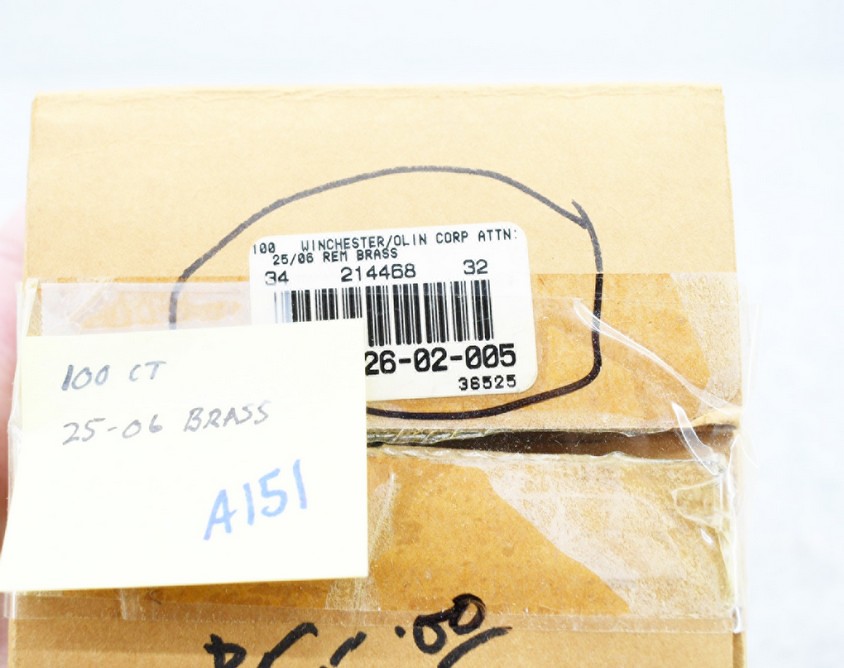 100 WINCHESTER/OLIN CORP ATTN:
25/06 REM BRASS
34 214468 32
26-02-005
36525
100 CT
25-06 BRASS
A151
.00